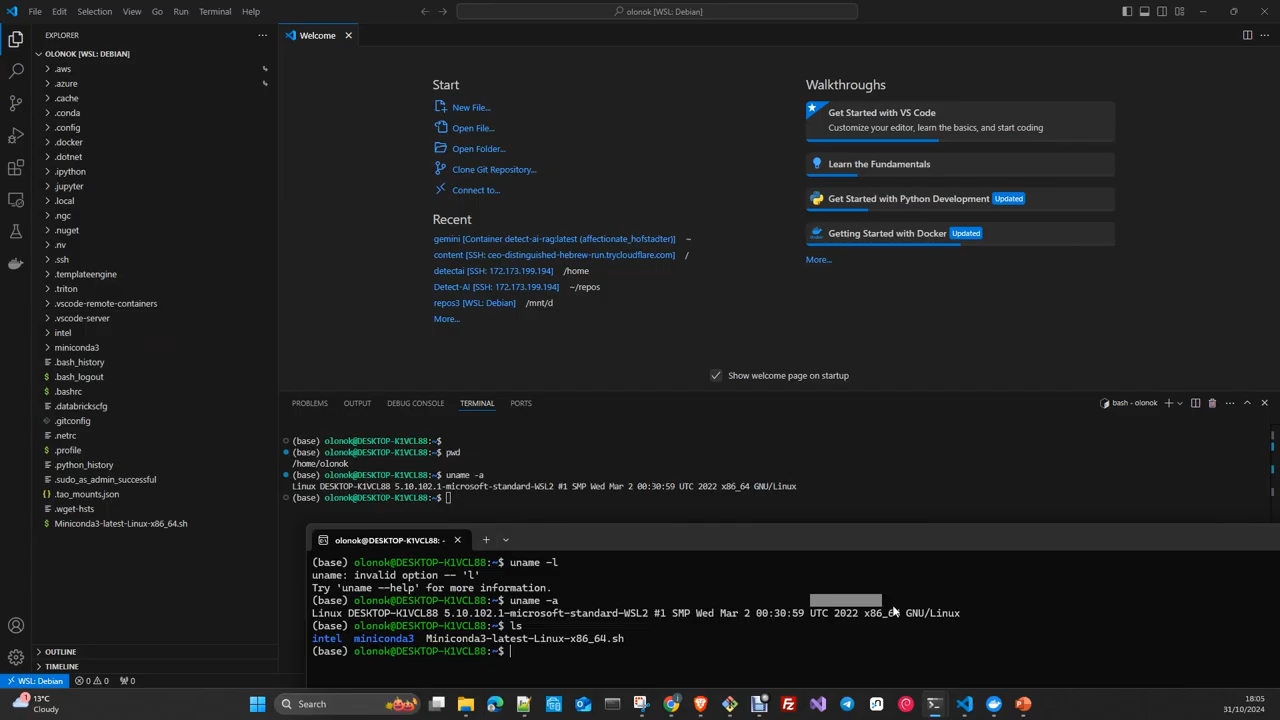 File Edit Selection View Go Run Terminal Help
olonok [WSL: Debian]
EXPLORER
OLONOK [WSL: DEBIAN]
.aws
.azure
.cache
.conda
.config
.docker
.dotnet
.ipython
.jupyter
.local
.ngc
.nuget
.nv
.ssh
.templateengine
.triton
.vscode-remote-containers
.vscode-server
intel
miniconda3
.bash_history
.bash_logout
.bashrc
.databrickscfg
.gitconfig
.netrc
.profile
.python_history
.sudo_as_admin_successful
.tao_mounts.json
.wget-hsts
Miniconda3-latest-Linux-x86_64.sh
OUTLINE
TIMELINE
Welcome
Start
New File...
Open File...
Open Folder...
Clone Git Repository...
Connect to...
Recent
gemini [Container detect-ai-rag:latest (affectionate_hofstadter)] ~
content [SSH: ceo-distinguished-hebrew-run.trycloudflare.com] /
detectai [SSH: 172.173.199.194] /home
Detect-AI [SSH: 172.173.199.194] ~/repos
repos3 [WSL: Debian] /mnt/d
More...
Walkthroughs
Get Started with VS Code
Customize your editor, learn the basics, and start coding
Learn the Fundamentals
Get Started with Python Development Updated
Getting Started with Docker Updated
More...
Show welcome page on startup
PROBLEMS OUTPUT DEBUG CONSOLE TERMINAL PORTS
bash - olonok
(base) olonok@DESKTOP-K1VCL88:~$
(base) olonok@DESKTOP-K1VCL88:~$ pwd
/home/olonok
(base) olonok@DESKTOP-K1VCL88:~$ uname -a
Linux DESKTOP-K1VCL88 5.10.102.1-microsoft-standard-WSL2 #1 SMP Wed Mar 2 00:30:59 UTC 2022 x86_64 GNU/Linux
(base) olonok@DESKTOP-K1VCL88:~$
olonok@DESKTOP-K1VCL88: ~
(base) olonok@DESKTOP-K1VCL88:~$ uname -l
uname: invalid option -- 'l'
Try 'uname --help' for more information.
(base) olonok@DESKTOP-K1VCL88:~$ uname -a
Linux DESKTOP-K1VCL88 5.10.102.1-microsoft-standard-WSL2 #1 SMP Wed Mar 2 00:30:59 UTC 2022 x86_64 GNU/Linux
(base) olonok@DESKTOP-K1VCL88:~$ ls
intel miniconda3 Miniconda3-latest-Linux-x86_64.sh
(base) olonok@DESKTOP-K1VCL88:~$
WSL: Debian 0 0 0
1
13°C
Cloudy
Search
18:05
31/10/2024